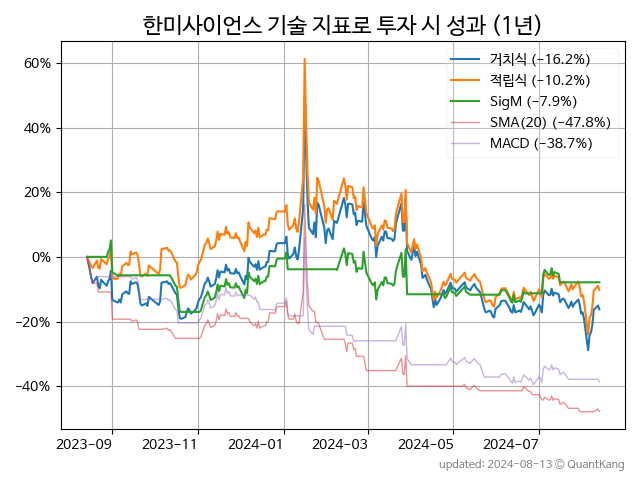 한미사이언스 기술 지표로 투자 시 성과 (1년)
거치식 (−16.2%)
적립식 (−10.2%)
SigM (−7.9%)
SMA(20) (−47.8%)
MACD (−38.7%)
60%
40%
20%
0%
−20%
−40%
2023-09 2023-11 2024-01 2024-03 2024-05 2024-07
updated: 2024-08-13 ⓒ QuantKang